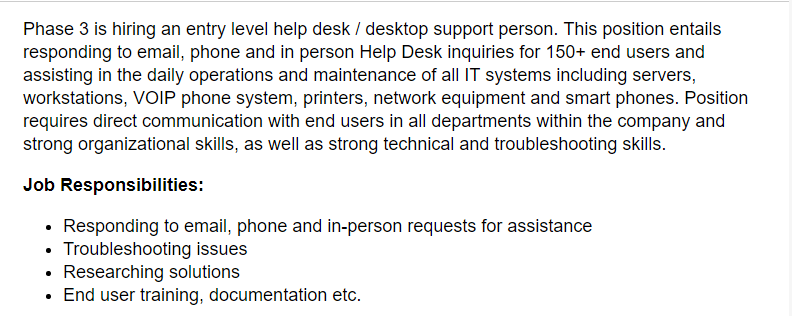 Phase 3 is hiring an entry level help desk / desktop support person. This position entails
responding to email, phone and in person Help Desk inquiries for 150+ end users and
assisting in the daily operations and maintenance of all IT systems including servers,
workstations, VOIP phone system, printers, network equipment and smart phones. Position
requires direct communication with end users in all departments within the company and
strong organizational skills, as well as strong technical and troubleshooting skills.
Job Responsibilities:
• Responding to email, phone and in-person requests for assistance
• Troubleshooting issues
• Researching solutions
• End user training, documentation etc.